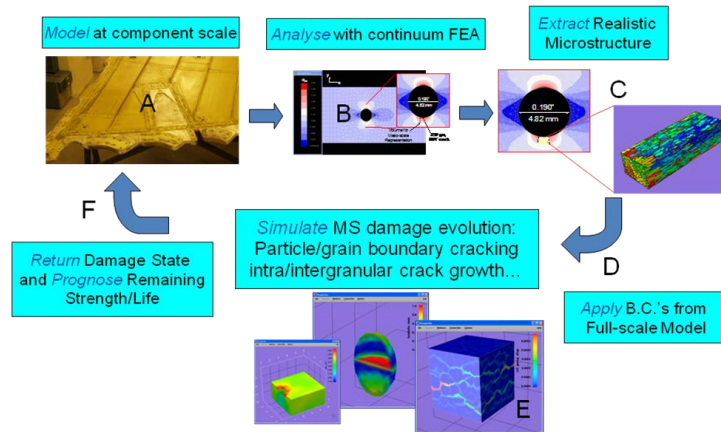 Model at component scale
Analyse with continuum FEA
Extract Realistic
Microstructure
A
B
0.190"
4.82 mm
C
0.190"
4.82 mm
F
Simulate MS damage evolution:
Particle/grain boundary cracking
intra/intergranular crack growth…
D
Return Damage State
and Prognose Remaining
Strength/Life
Apply B.C.'s from
Full-scale Model
E